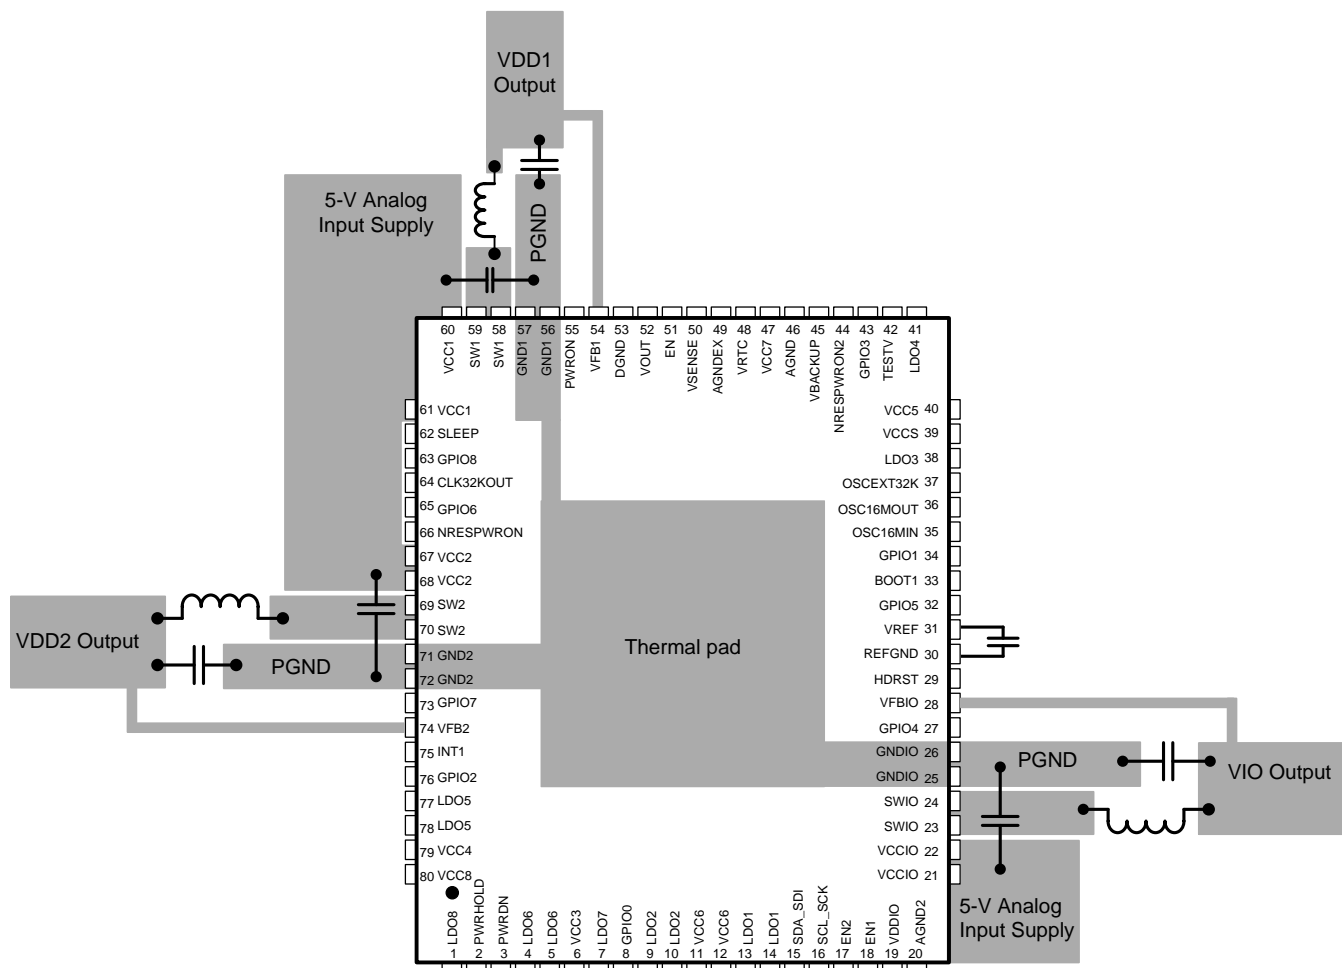 VDD1
Output
5-V Analog
Input Supply
PGND
60 59 58 57 56 55 54 53 52 51 50 49 48 47 46 45 44 43 42 41
VCC1
SW1
SW1
GND1
GND1
PWRON
VFB1
DGND
VOUT
EN
VSENSE
AGNDEX
VRTC
VCC7
AGND
VBACKUP
NRESPWRON2
GPIO3
TESTV
LDO4
61 VCC1
62 SLEEP
63 GPIO8
64 CLK32KOUT
65 GPIO6
66 NRESPWRON
67 VCC2
68 VCC2
69 SW2
70 SW2
71 GND2
72 GND2
73 GPIO7
74 VFB2
75 INT1
76 GPIO2
77 LDO5
78 LDO5
79 VCC4
80 VCC8
VDD2 Output
PGND
Thermal pad
VCC5 40
VCCS 39
LDO3 38
OSCEXT32K 37
OSC16MOUT 36
OSC16MIN 35
GPIO1 34
BOOT1 33
GPIO5 32
VREF 31
REFGND 30
HDRST 29
VFBIO 28
GPIO4 27
GNDIO 26
GNDIO 25
SWIO 24
SWIO 23
VCCIO 22
VCCIO 21
PGND
VIO Output
5-V Analog
Input Supply
LDO8
PWRHOLD
PWRDN
LDO6
LDO6
VCC3
LDO7
GPIO0
LDO2
LDO2
VCC6
VCC6
LDO1
LDO1
SDA_SDI
SCL_SCK
EN2
EN1
VDDIO
AGND2
1 2 3 4 5 6 7 8 9 10 11 12 13 14 15 16 17 18 19 20